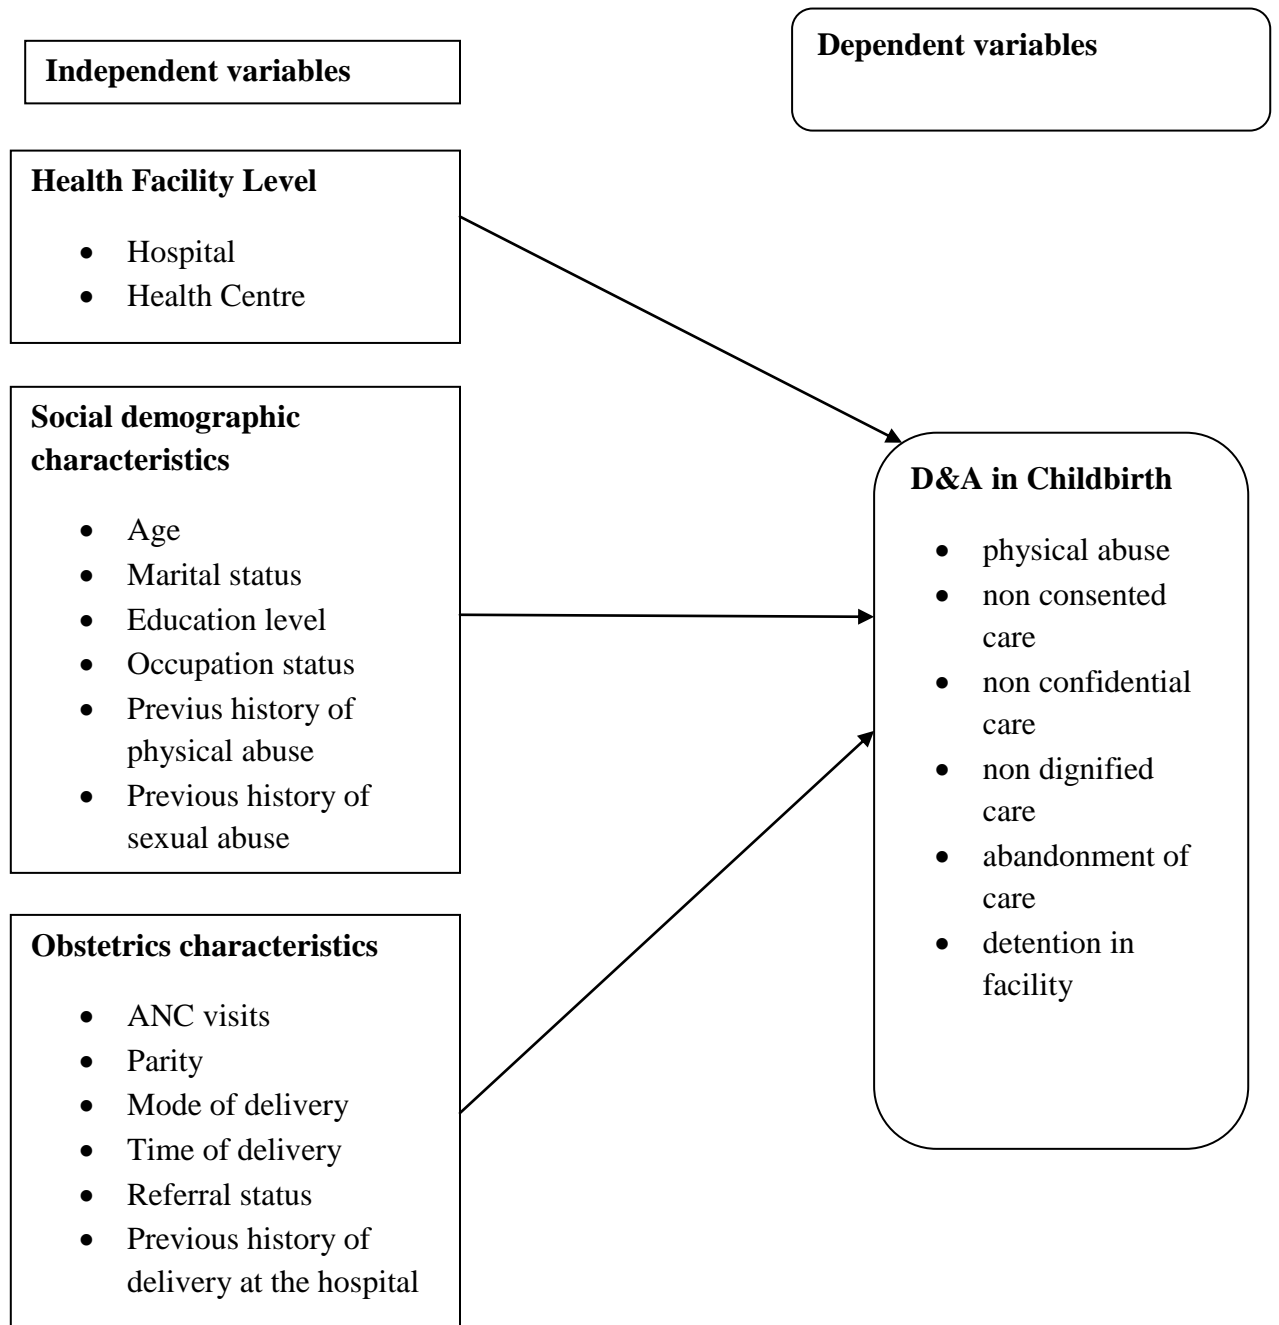 Independent variables
Dependent variables
Health Facility Level
• Hospital
• Health Centre
Social demographic
characteristics
• Age
• Marital status
• Education level
• Occupation status
• Previus history of
physical abuse
• Previous history of
sexual abuse
Obstetrics characteristics
• ANC visits
• Parity
• Mode of delivery
• Time of delivery
• Referral status
• Previous history of
delivery at the hospital
D&A in Childbirth
• physical abuse
• non consented
care
• non confidential
care
• non dignified
care
• abandonment of
care
• detention in
facility